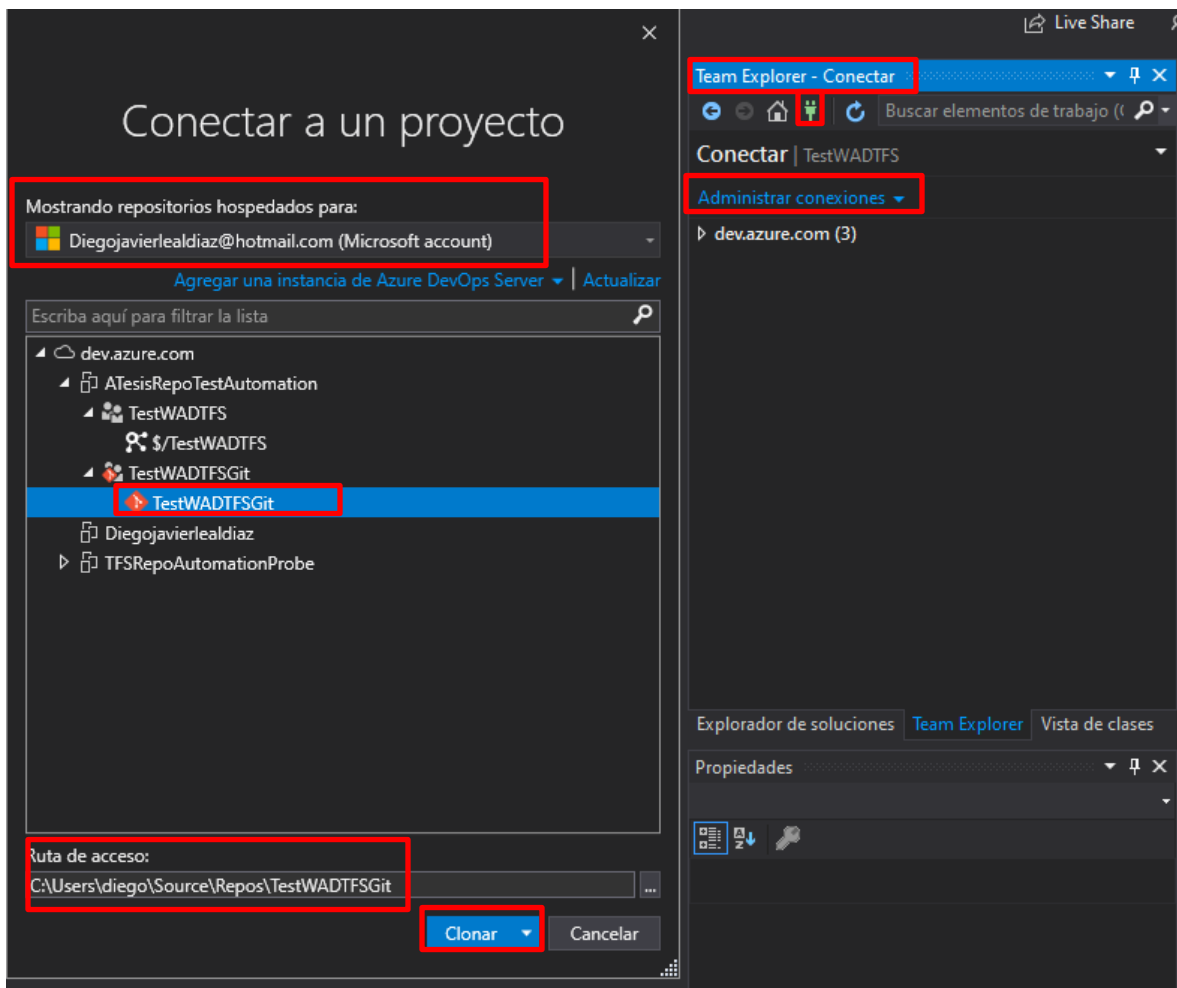 Conectar a un proyecto
Mostrando repositorios hospedados para:
Diegojavierlealdiaz@hotmail.com (Microsoft account)
Agregar una instancia de Azure DevOps Server | Actualizar
Escriba aquí para filtrar la lista
dev.azure.com
ATesisRepoTestAutomation
TestWADTFS
$/TestWADTFS
TestWADTFSGit
TestWADTFSGit
Diegojavierlealdiaz
TFSRepoAutomationProbe
Ruta de acceso:
C:\Users\diego\Source\Repos\TestWADTFSGit
...
Clonar
Cancelar
Live Share
Team Explorer - Conectar
Buscar elementos de trabajo (
Conectar | TestWADTFS
Administrar conexiones
dev.azure.com (3)
Explorador de soluciones Team Explorer Vista de clases
Propiedades